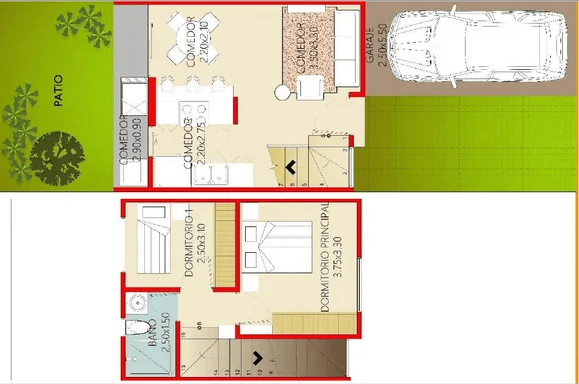 PATIO
COMEDOR
2.90x0.90
COMEDOR
2.20x2.10
COMEDOR
2.20x2.75
COMEDOR
3.50x3.30
GARAJE
2.50x5.50
DORMITORIO 1
2.50x3.10
DORMITORIO PRINCIPAL
3.75x3.30
BAÑO
2.50x1.50